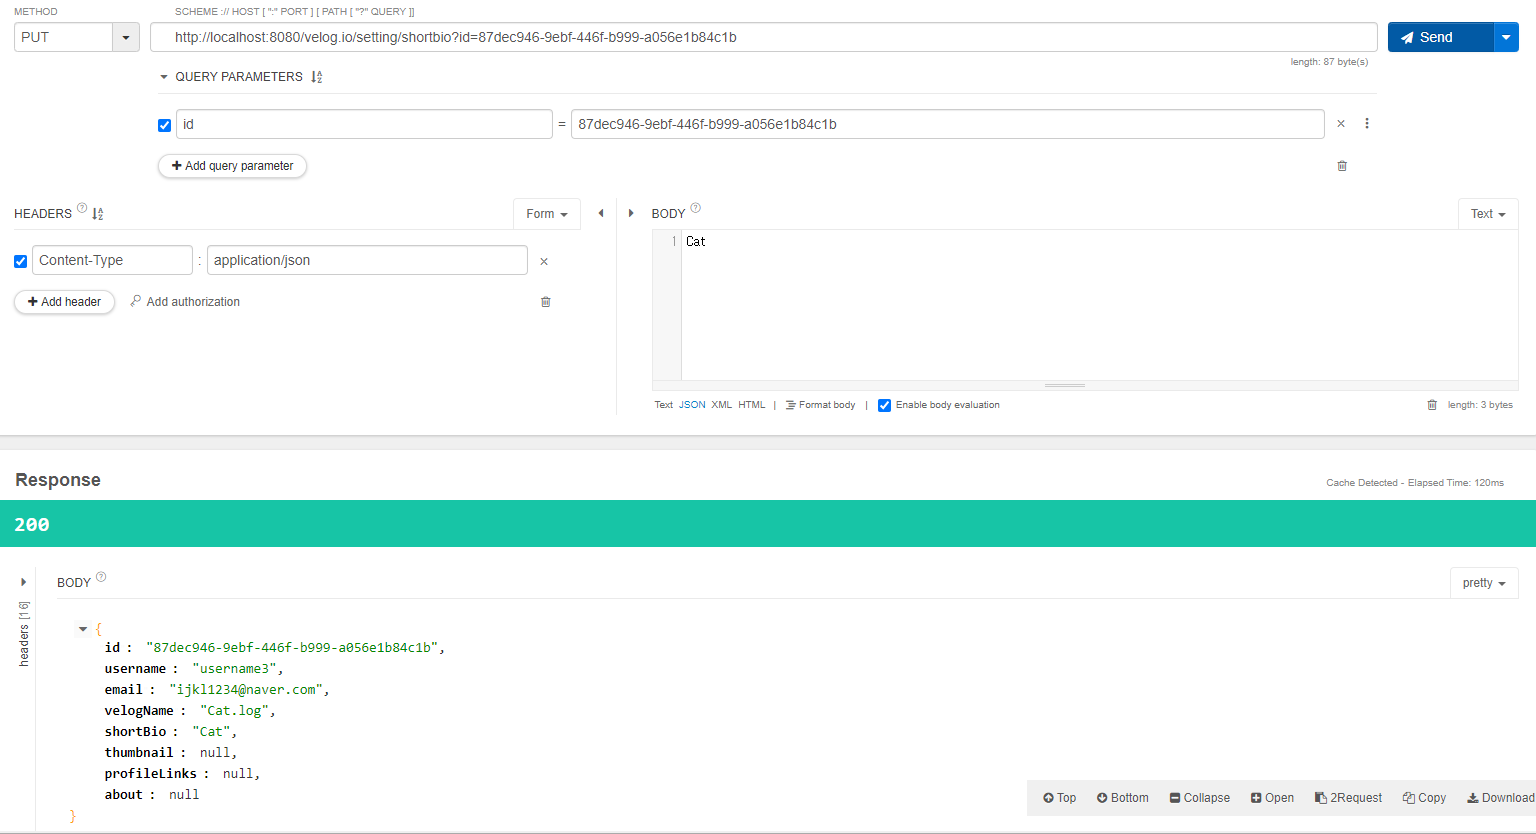 METHOD
SCHEME :// HOST [ ":" PORT ] [ PATH [ "?" QUERY ]]
PUT
http://localhost:8080/velog.io/setting/shortbio?id=87dec946-9ebf-446f-b999-a056e1b84c1b
Send
length: 87 byte(s)
QUERY PARAMETERS
id = 87dec946-9ebf-446f-b999-a056e1b84c1b
Add query parameter
HEADERS ?
Form
BODY ?
Text
Content-Type : application/json
1 Cat
Add header
Add authorization
Text JSON XML HTML | Format body | Enable body evaluation
length: 3 bytes
Response
Cache Detected - Elapsed Time: 120ms
200
headers [16]
BODY ?
pretty
{
id : "87dec946-9ebf-446f-b999-a056e1b84c1b",
username : "username3",
email : "ijkl1234@naver.com",
velogName : "Cat.log",
shortBio : "Cat",
thumbnail : null,
profileLinks : null,
about : null
}
Top Bottom Collapse Open 2Request Copy Download